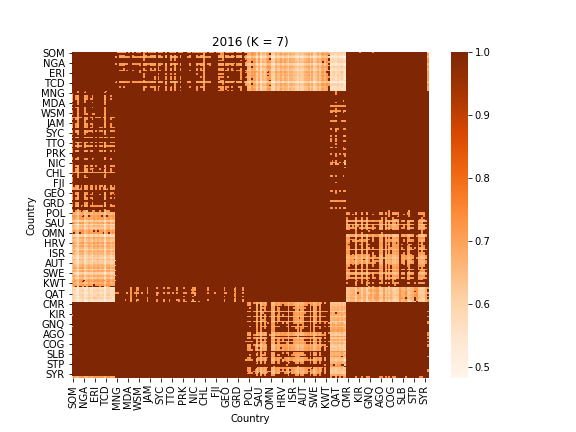 2016 (K = 7)
SOM
NGA
ERI
TCD
MNG
MDA
WSM
JAM
SYC
TTO
PRK
NIC
CHL
FJI
GEO
GRD
POL
SAU
OMN
HRV
ISR
AUT
SWE
KWT
QAT
CMR
KIR
GNQ
AGO
COG
SLB
STP
SYR
Country
SOM NGA ERI TCD MNG MDA WSM JAM SYC TTO PRK NIC CHL FJI GEO GRD POL SAU OMN HRV ISR AUT SWE KWT QAT CMR KIR GNQ AGO COG SLB STP SYR
Country
1.0
0.9
0.8
0.7
0.6
0.5